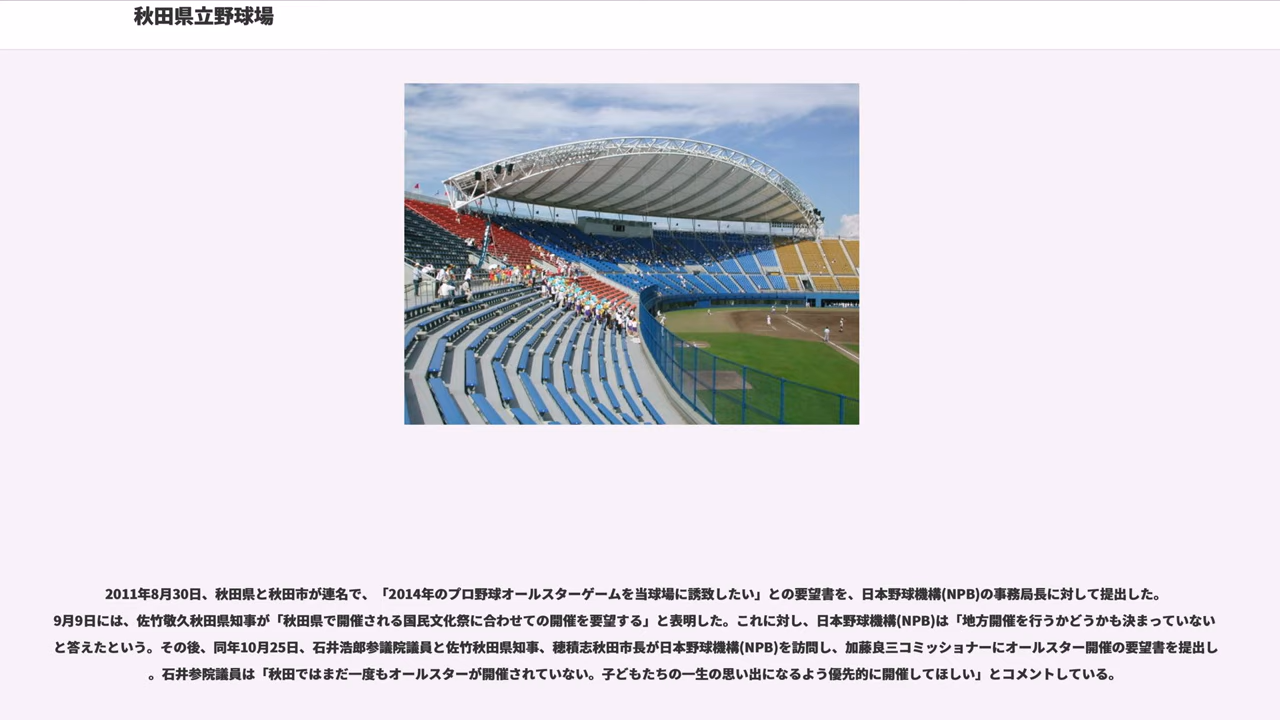 秋田県立野球場
2011年8月30日、秋田県と秋田市が連名で、「2014年のプロ野球オールスターゲームを当球場に誘致したい」との要望書を、日本野球機構(NPB)の事務局長に対して提出した。
9月9日には、佐竹敬久秋田県知事が「秋田県で開催される国民文化祭に合わせての開催を要望する」と表明した。これに対し、日本野球機構(NPB)は「地方開催を行うかどうかも決まっていない
と答えたという。その後、同年10月25日、石井浩郎参議院議員と佐竹秋田県知事、穂積志秋田市長が日本野球機構(NPB)を訪問し、加藤良三コミッショナーにオールスター開催の要望書を提出し
。石井参院議員は「秋田ではまだ一度もオールスターが開催されていない。子どもたちの一生の思い出になるよう優先的に開催してほしい」とコメントしている。